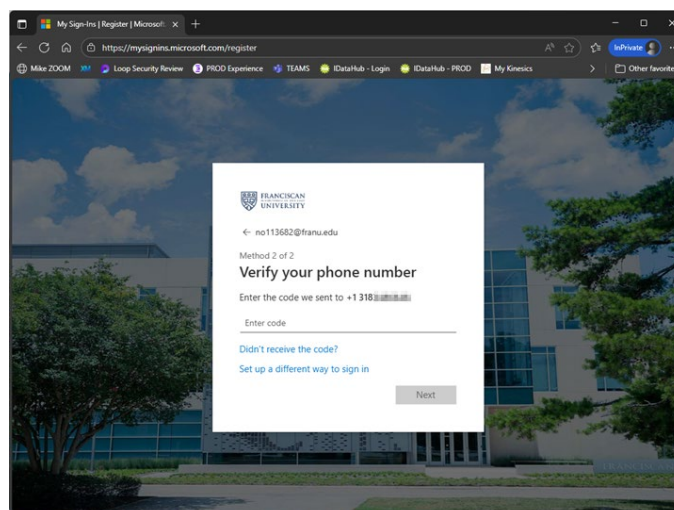 My Sign-Ins | Register | Microsoft
https://mysignins.microsoft.com/register
InPrivate
Mike ZOOM
Loop Security Review
PROD Experience
TEAMS
IDataHub - Login
IDataHub - PROD
My Kinesics
Other favorite
FRANCISCAN
UNIVERSITY
no113682@franu.edu
Method 2 of 2
Verify your phone number
Enter the code we sent to +1 318
Enter code
Didn't receive the code?
Set up a different way to sign in
Next